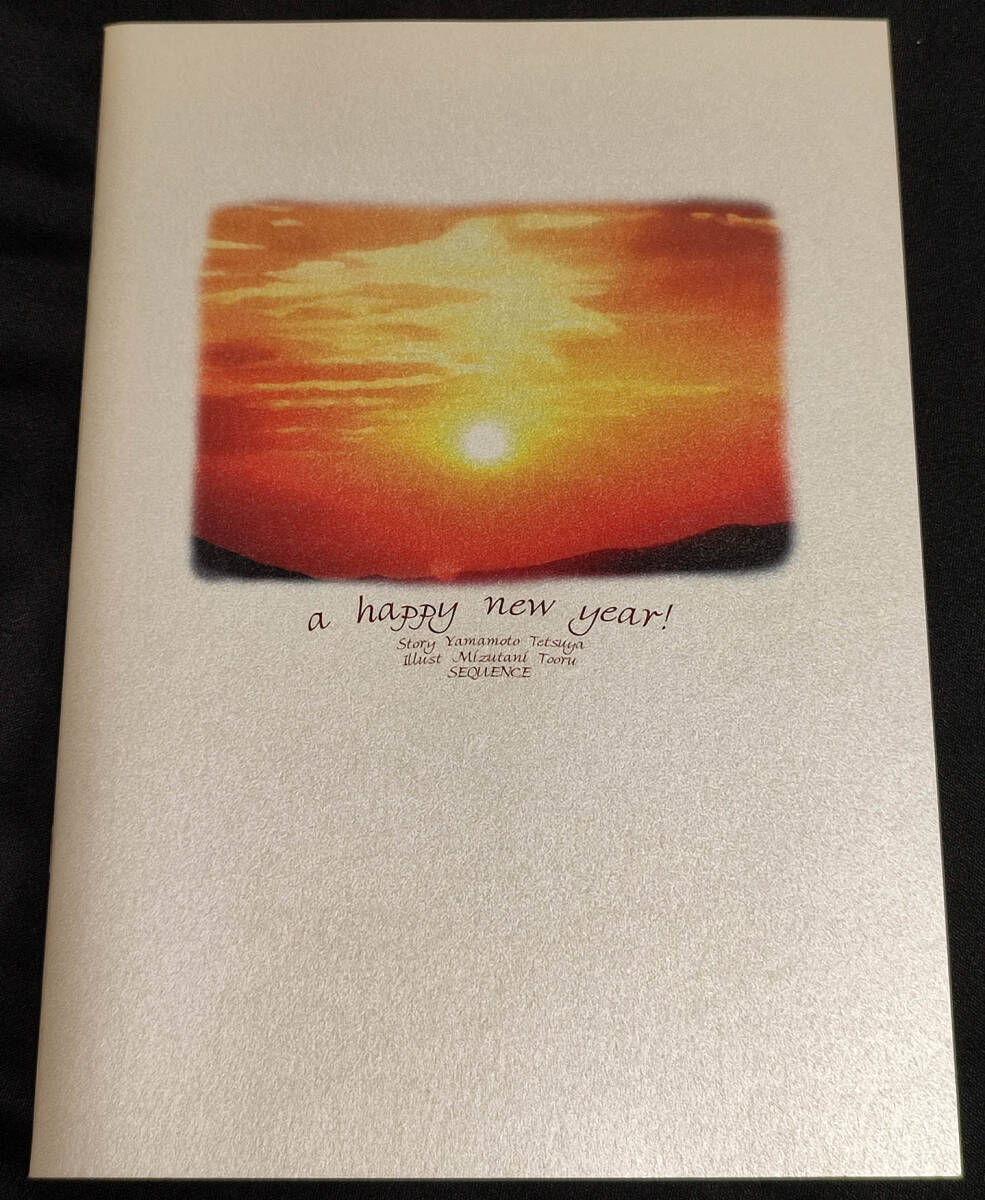 a happy new year!
Story Yamamoto Tetsuya
Illust Mizutani Tooru
SEQUENCE